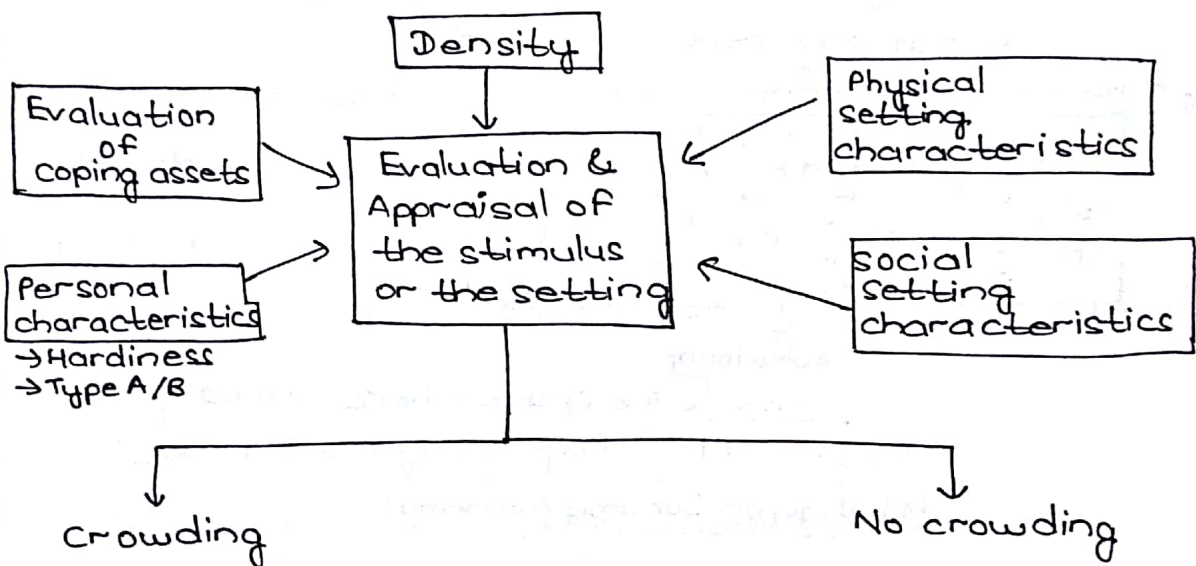 Density
Evaluation
of
coping assets
Physical
setting
characteristics
Evaluation &
Appraisal of
the stimulus
or the setting
Personal
characteristics
→Hardiness
→Type A/B
social
setting
characteristics
Crowding
No crowding